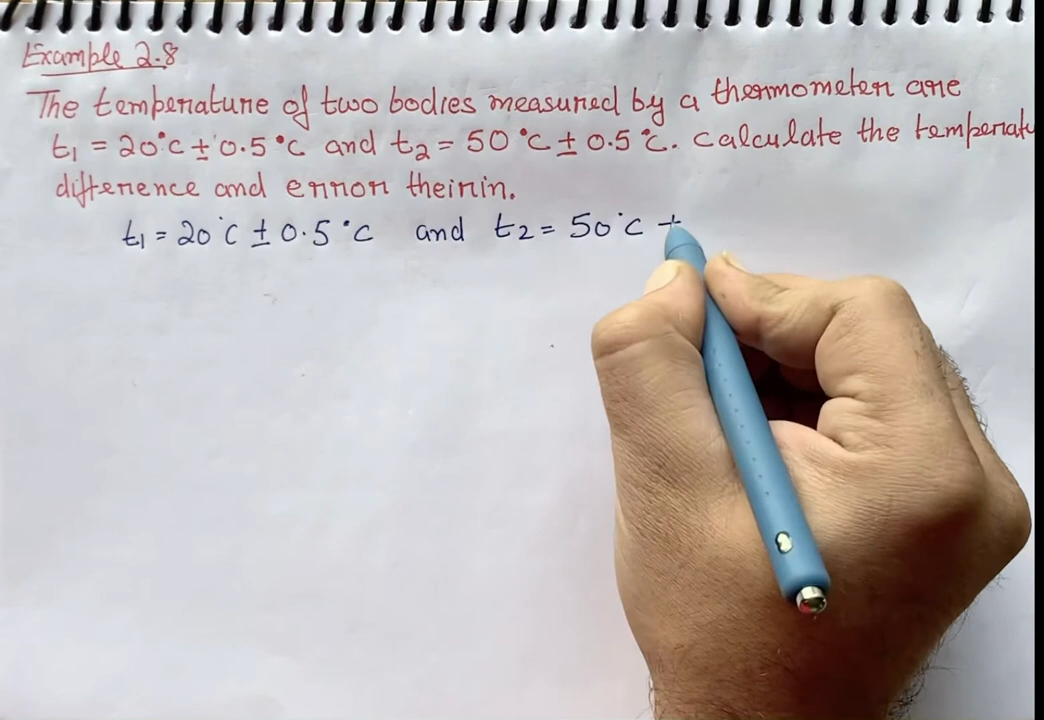 Example 2.8
The temperature of two bodies measured by a thermometer are
t₁ = 20°C ± 0.5°C and t₂ = 50°C ± 0.5°C. calculate the temperatu
difference and error theirin.
t₁ = 20°C ± 0.5°C and t₂ = 50°C +